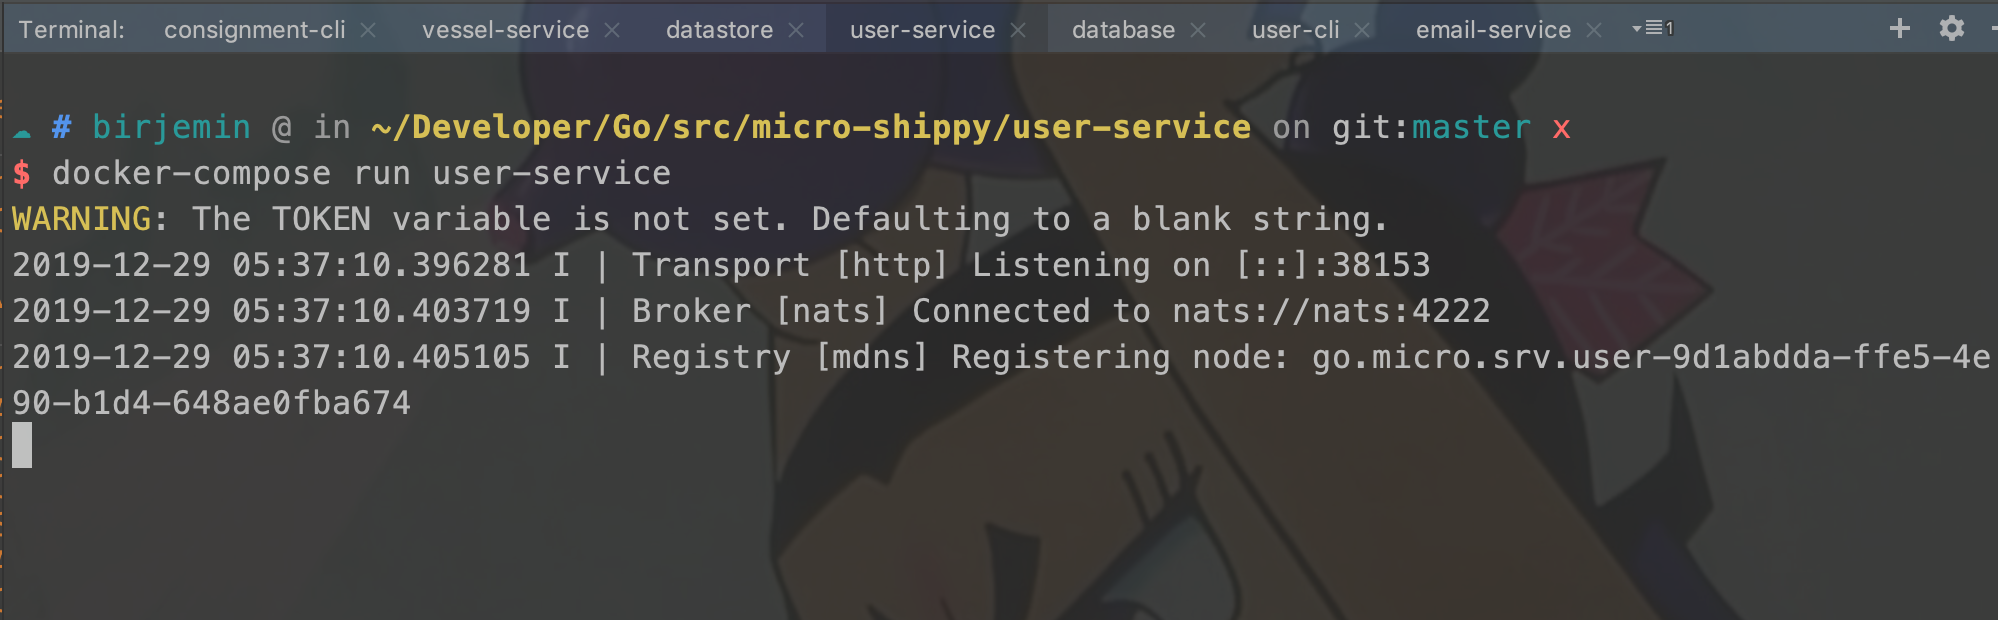 Terminal: consignment-cli vessel-service datastore user-service database user-cli email-service 1
# birjemin @ in ~/Developer/Go/src/micro-shippy/user-service on git:master x
$ docker-compose run user-service
WARNING: The TOKEN variable is not set. Defaulting to a blank string.
2019-12-29 05:37:10.396281 I | Transport [http] Listening on [::]:38153
2019-12-29 05:37:10.403719 I | Broker [nats] Connected to nats://nats:4222
2019-12-29 05:37:10.405105 I | Registry [mdns] Registering node: go.micro.srv.user-9d1abdda-ffe5-4e
90-b1d4-648ae0fba674